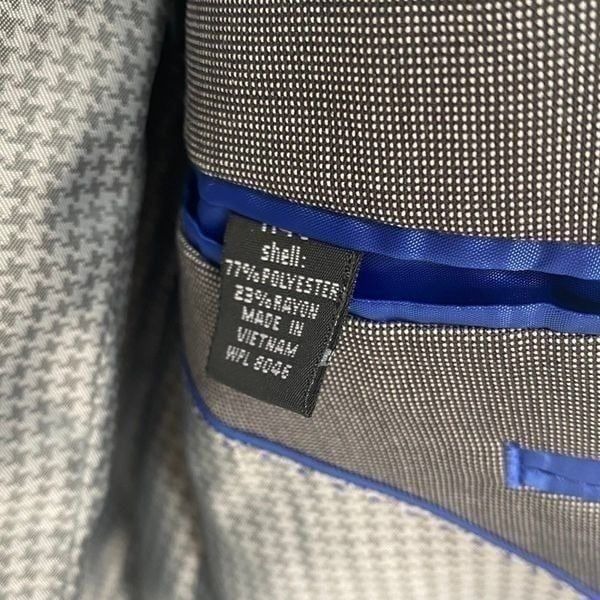 shell:
77%POLYESTER
23%RAYON
MADE IN
VIETNAM
WPL 8046